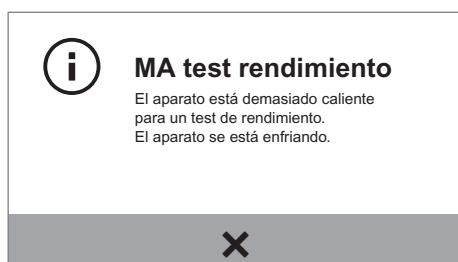 MA test rendimiento
El aparato está demasiado caliente
para un test de rendimiento.
El aparato se está enfriando.